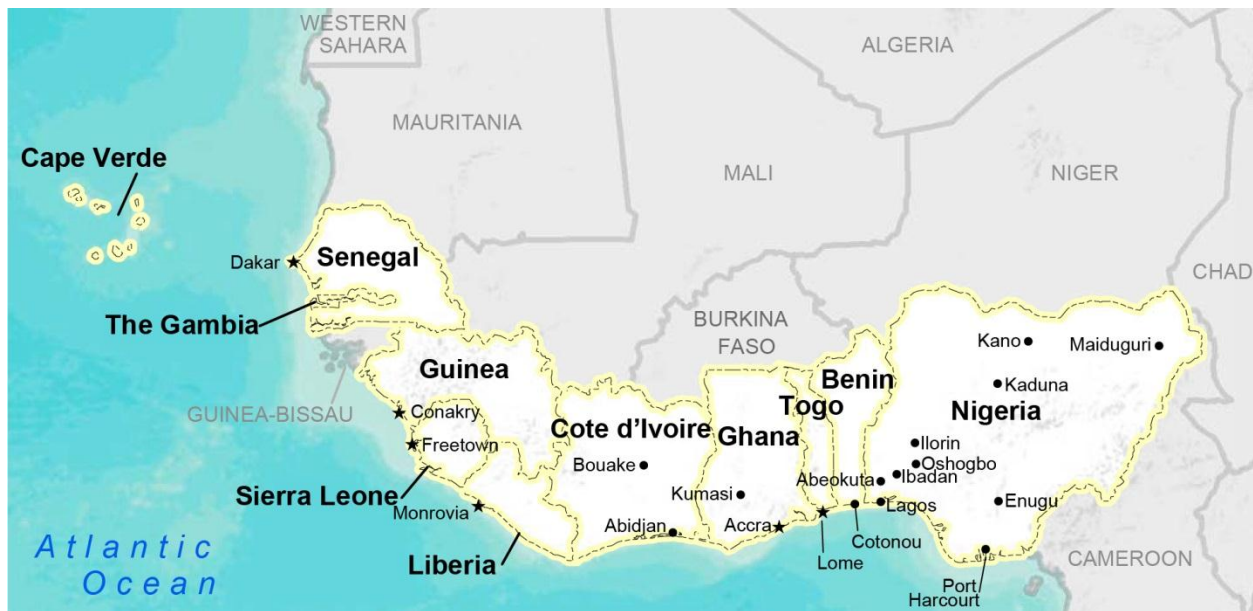 WESTERN
SAHARA
ALGERIA
MAURITANIA
Cape Verde
MALI
NIGER
Senegal
Dakar
CHAD
The Gambia
BURKINA
FASO
Kano
Maiduguri
Guinea
Benin
Kaduna
Togo
GUINEA-BISSAU
Conakry
Nigeria
Cote d'Ivoire
Ghana
Freetown
Ilorin
Bouake
Oshogbo
Ibadan
Abeokuta
Sierra Leone
Kumasi
Monrovia
Lagos
Enugu
Abidjan
Accra
Cotonou
Atlantic
Ocean
Liberia
Lome
CAMEROON
Port
Harcourt